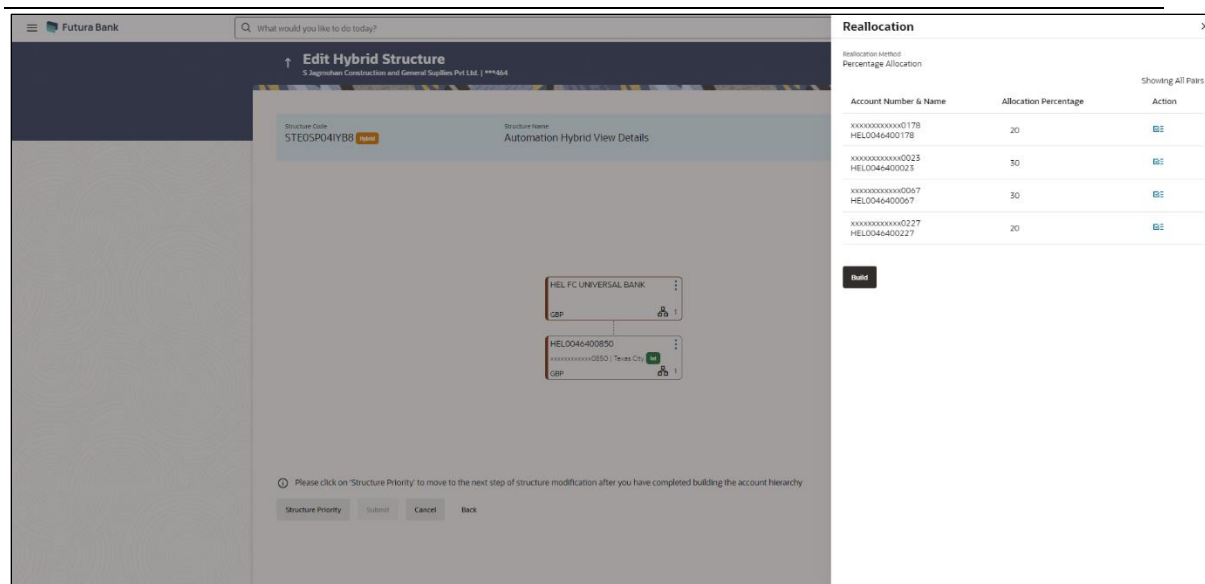 Futura Bank
What would you like to do today?
Edit Hybrid Structure
S Jagmohan Construction and General Supllies Pvt Ltd. | ***464
Structure Code
STE0SP04IYB8 Hybrid
Structure Name
Automation Hybrid View Details
HEL FC UNIVERSAL BANK
GBP
1
HEL0046400850
xxxxxxxxxxxx0850 | Texas City Int
GBP
1
Please click on 'Structure Priority' to move to the next step of structure modification after you have completed building the account hierarchy
Structure Priority Submit Cancel Back
Reallocation
Reallocation Method
Percentage Allocation
Showing All Pairs
Account Number & Name Allocation Percentage Action
xxxxxxxxxxxx0178
HEL0046400178
20
xxxxxxxxxxxx0023
HEL0046400023
30
xxxxxxxxxxxx0067
HEL0046400067
30
xxxxxxxxxxxx0227
HEL0046400227
20
Build